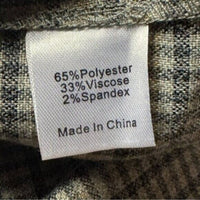 65%Polyester
33%Viscose
2%Spandex
Made In China